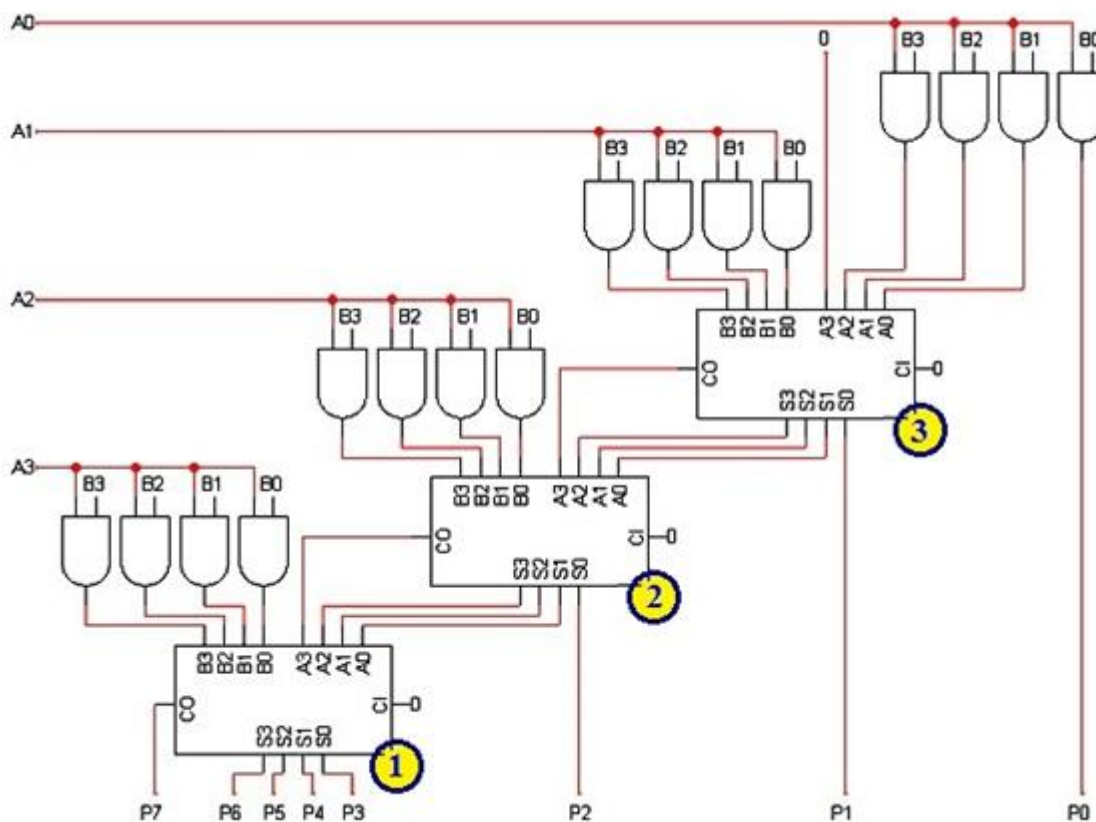 A0
0
B3 B2 B1 B0
A1
B3 B2 B1 B0
A2
B3 B2 B1 B0
B3 B2 B1 B0 A3 A2 A1 A0
CO
CI 0
S3 S2 S1 S0
3
A3
B3 B2 B1 B0
B3 B2 B1 B0 A3 A2 A1 A0
CO
CI 0
S3 S2 S1 S0
2
B3 B2 B1 B0 A3 A2 A1 A0
CO
CI 0
S3 S2 S1 S0
1
P7 P6 P5 P4 P3 P2 P1 P0